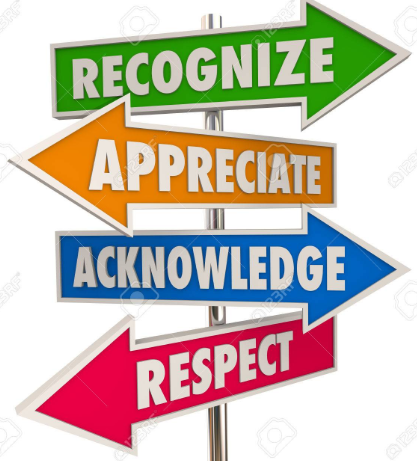 RECOGNIZE
APPRECIATE
ACKNOWLEDGE
RESPECT